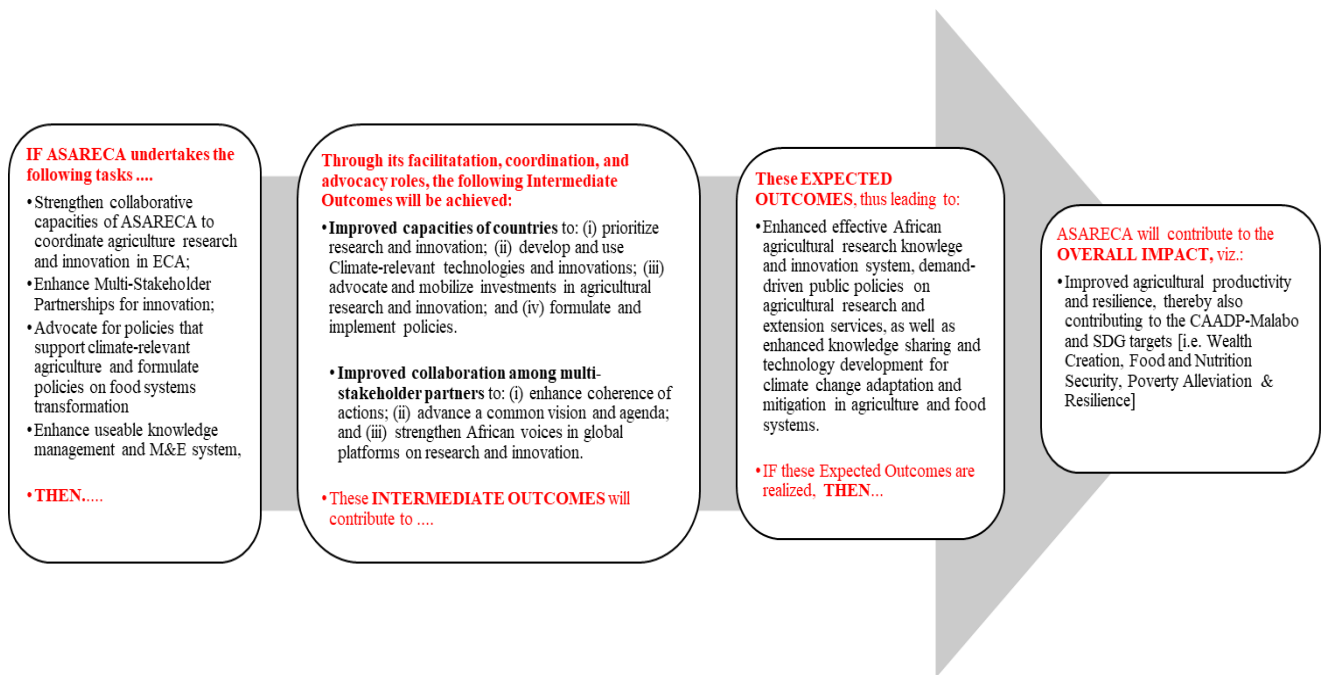 IF ASARECA undertakes the
following tasks ....
•Strengthen collaborative
capacities of ASARECA to
coordinate agriculture research
and innovation in ECA;
•Enhance Multi-Stakeholder
Partnerships for innovation;
•Advocate for policies that
support climate-relevant
agriculture and formulate
policies on food systems
transformation
•Enhance useable knowledge
management and M&E system,
•THEN.....
Through its facilitatation, coordination, and
advocacy roles, the following Intermediate
Outcomes will be achieved:
•Improved capacities of countries to: (i) prioritize
research and innovation; (ii) develop and use
Climate-relevant technologies and innovations; (iii)
advocate and mobilize investments in agricultural
research and innovation; and (iv) formulate and
implement policies.
•Improved collaboration among multi-
stakeholder partners to: (i) enhance coherence of
actions; (ii) advance a common vision and agenda;
and (iii) strengthen African voices in global
platforms on research and innovation.
•These INTERMEDIATE OUTCOMES will
contribute to ....
These EXPECTED
OUTCOMES, thus leading to:
•Enhanced effective African
agricultural research knowlege
and innovation system, demand-
driven public policies on
agricultural research and
extension services, as well as
enhanced knowledge sharing and
technology development for
climate change adaptation and
mitigation in agriculture and food
systems.
•IF these Expected Outcomes are
realized, THEN...
ASARECA will contribute to the
OVERALL IMPACT, viz.:
•Improved agricultural productivity
and resilience, thereby also
contributing to the CAADP-Malabo
and SDG targets [i.e. Wealth
Creation, Food and Nutrition
Security, Poverty Alleviation &
Resilience]